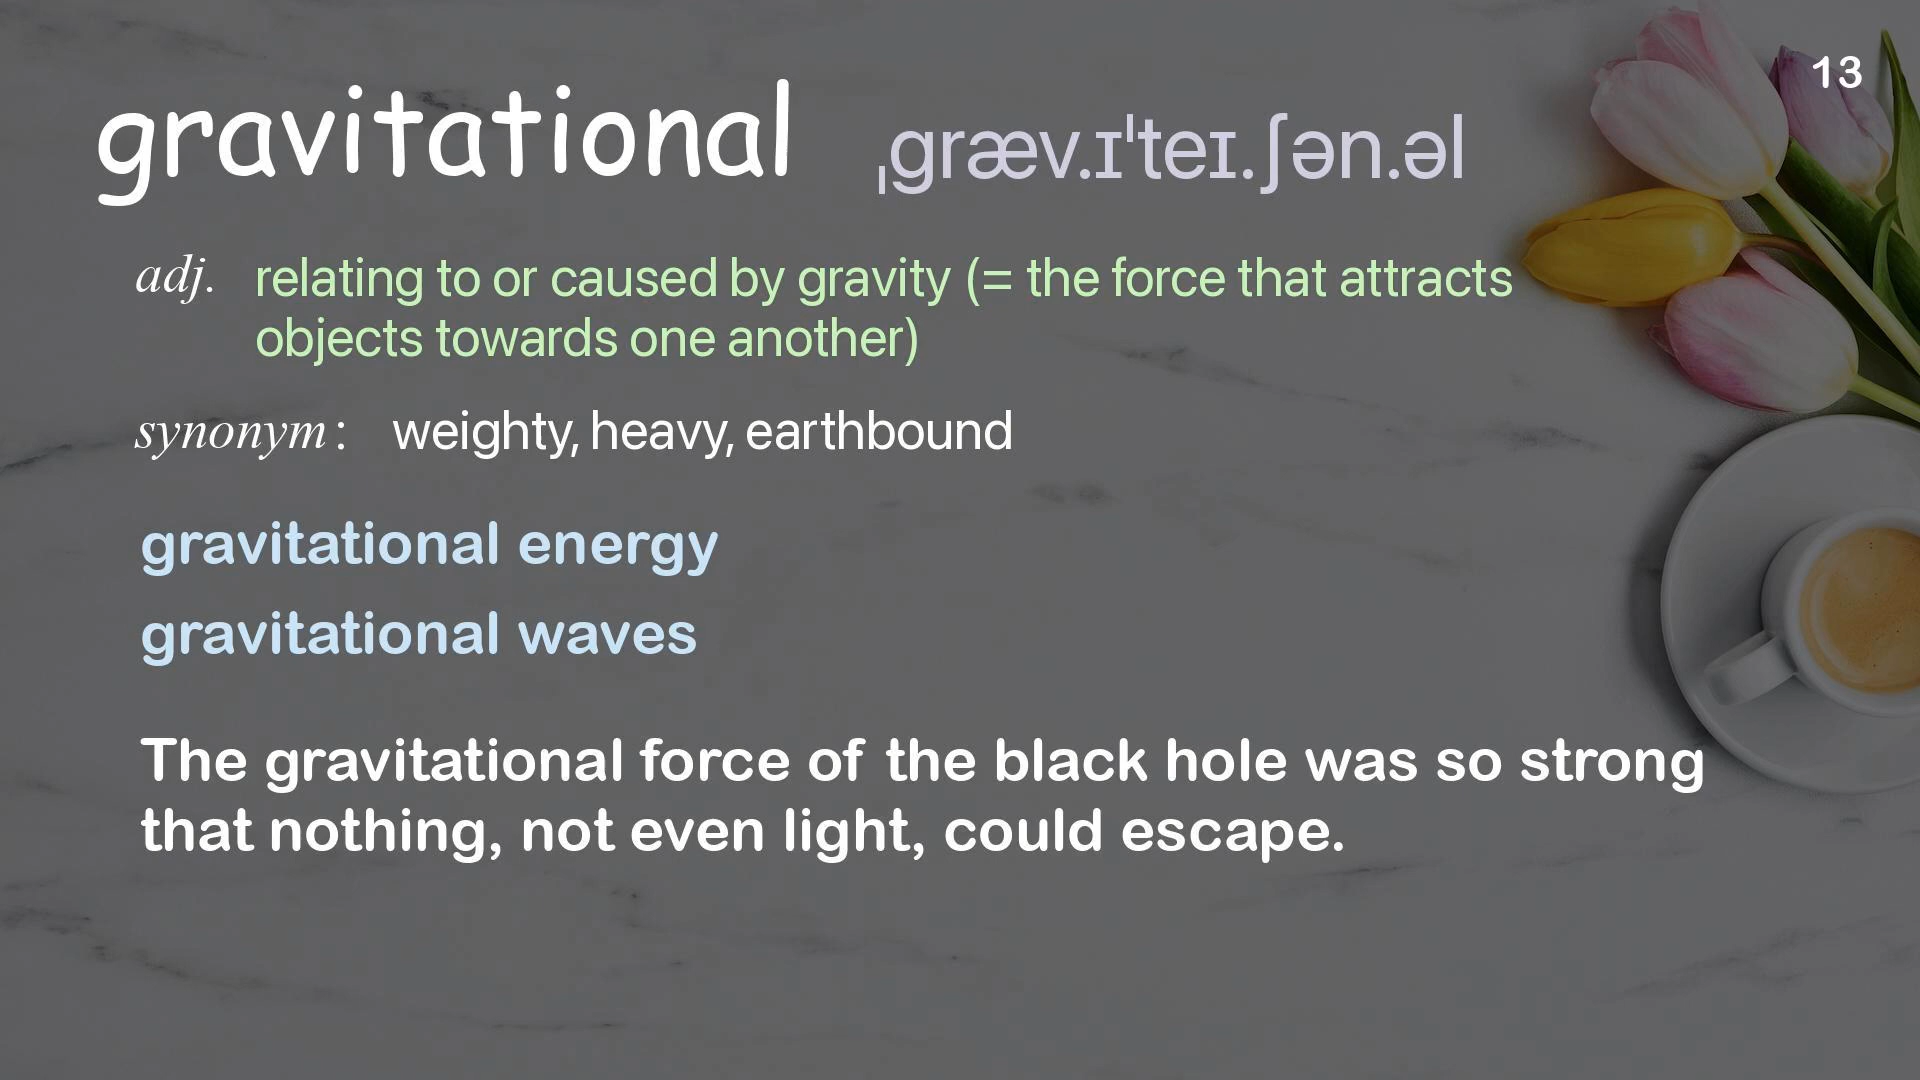 13
gravitational ˌɡræv.ɪˈteɪ.ʃən.əl
adj. relating to or caused by gravity (= the force that attracts
objects towards one another)
synonym: weighty, heavy, earthbound
gravitational energy
gravitational waves
The gravitational force of the black hole was so strong
that nothing, not even light, could escape.